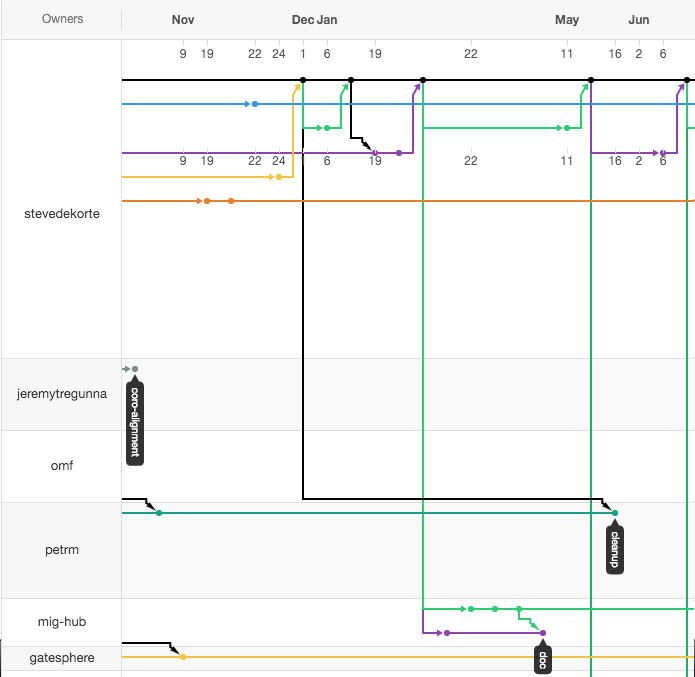 Owners Nov Dec Jan May Jun
9 19 22 24 1 6 19 22 11 16 2 6
9 19 22 24 6 19 22 11 16 2 6
stevedekorte
jeremytregunna
coro-alignment
omf
petrm
cleanup
mig-hub
gatesphere
doc